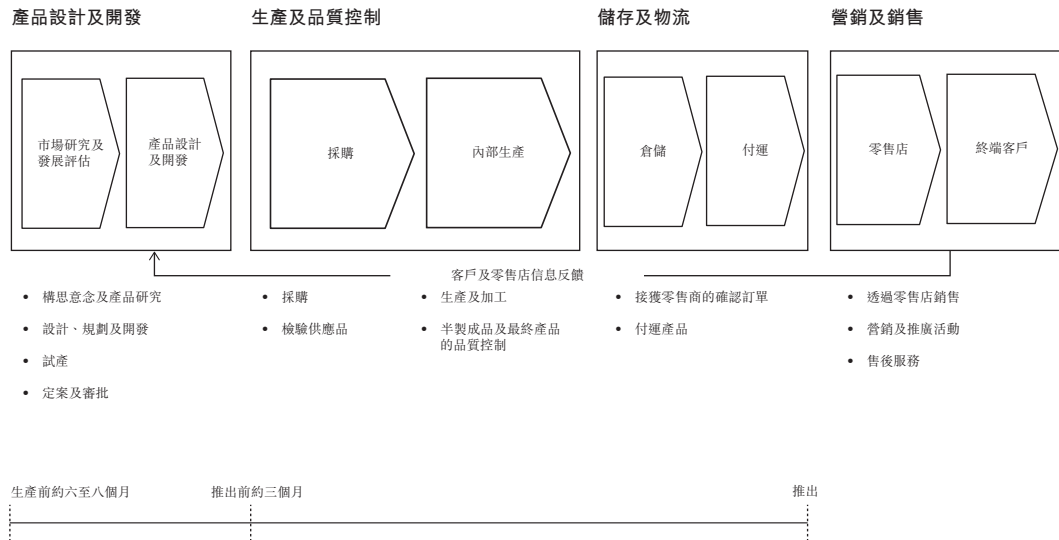 產品設計及開發
生產及品質控制
儲存及物流
營銷及銷售
市場研究及
發展評估
產品設計
及開發
採購
內部生產
倉儲
付運
零售店
終端客戶
客戶及零售店信息反饋
• 構思意念及產品研究
• 設計、規劃及開發
• 試產
• 定案及審批
• 採購
• 檢驗供應品
• 生產及加工
• 半製成品及最終產品
的品質控制
• 接獲零售商的確認訂單
• 付運產品
• 透過零售店銷售
• 營銷及推廣活動
• 售後服務
生產前約六至八個月
推出前約三個月
推出